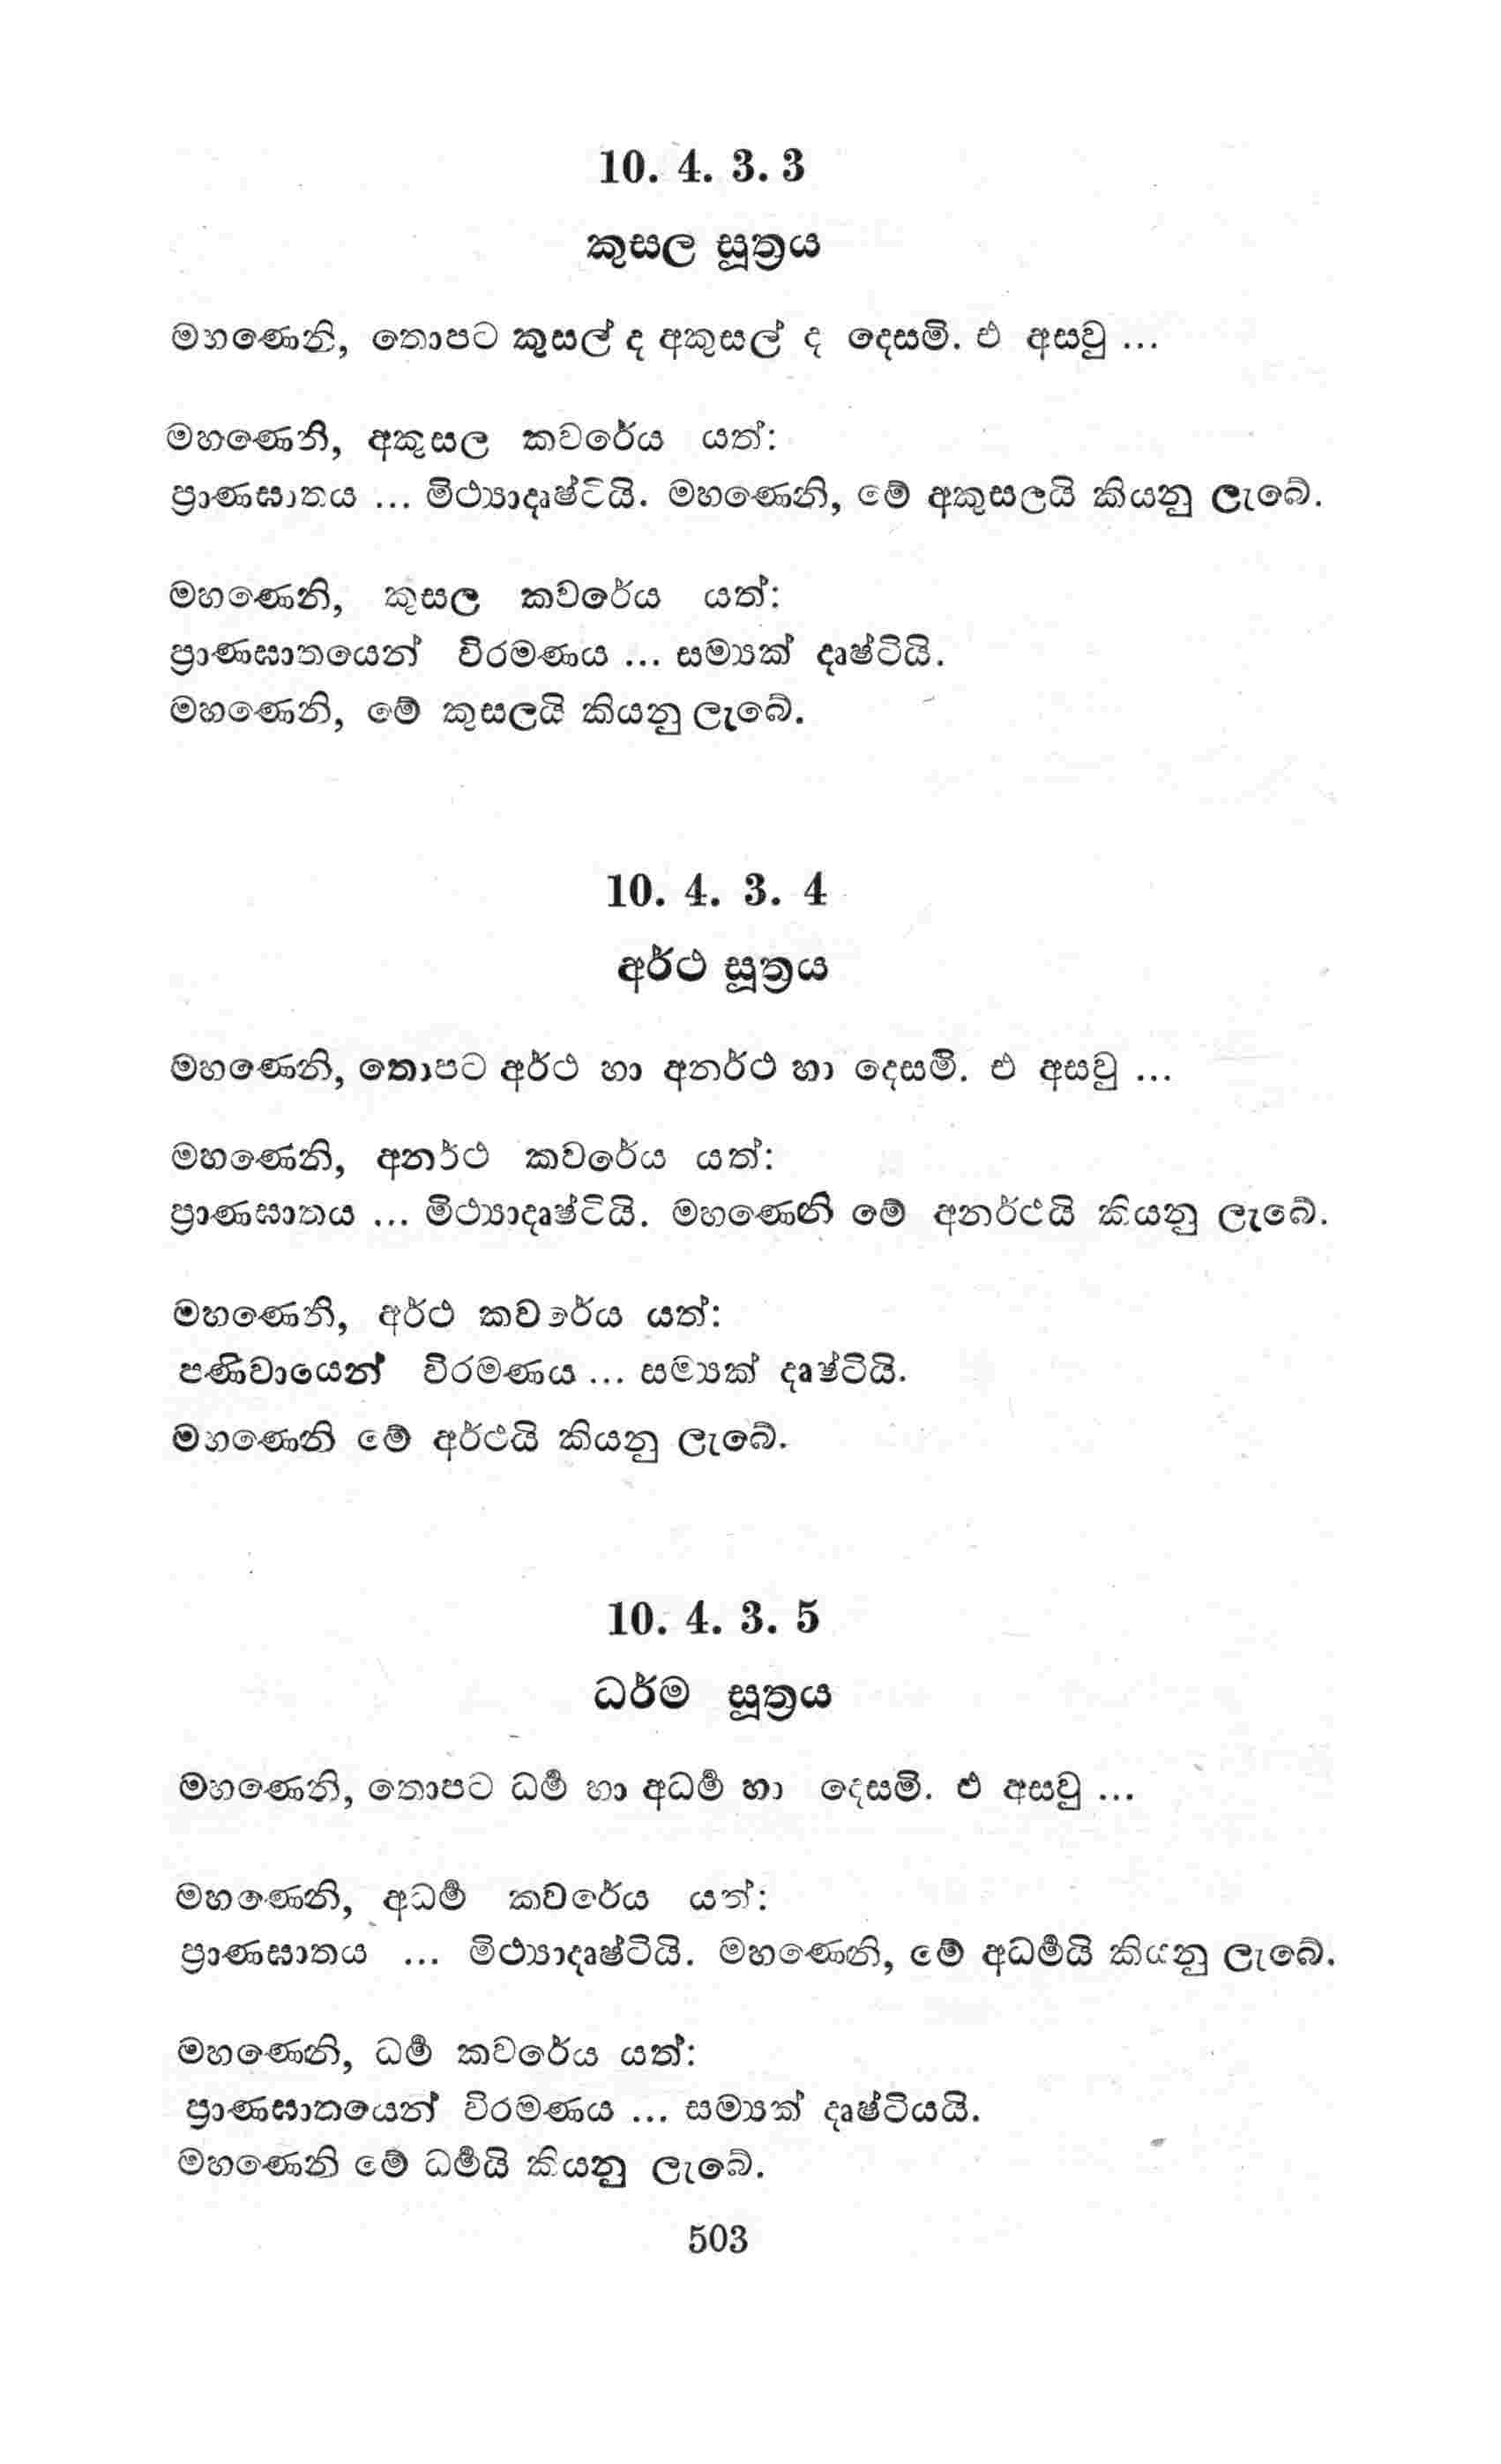 10. 4. 3. 3
කුසල සූත්‍රය
මහණෙනි, තොපට කුසල් ද අකුසල් ද දෙසමි. එ අසවු ...
මහණෙනි, අකුසල කවරේය යත්:
ප්‍රාණඝාතය ... මිථ්‍යාදෘෂ්ටියි. මහණෙනි, මේ අකුසලයි කියනු ලැබේ.
මහණෙනි, කුසල කවරේය යත්:
ප්‍රාණඝාතයෙන් විරමණය ... සම්‍යක් දෘෂ්ටියි.
මහණෙනි, මේ කුසලයි කියනු ලැබේ.
10. 4. 3. 4
අර්ථ සූත්‍රය
මහණෙනි, තොපට අර්ථ හා අනර්ථ හා දෙසමි. එ අසවු ...
මහණෙනි, අනර්ථ කවරේය යත්:
ප්‍රාණඝාතය ... මිථ්‍යාදෘෂ්ටියි. මහණෙනි මේ අනර්ථයි කියනු ලැබේ.
මහණෙනි, අර්ථ කවරේය යත්:
පණිවායෙන් විරමණය ... සම්‍යක් දෘෂ්ටියි.
මහණෙනි මේ අර්ථයි කියනු ලැබේ.
10. 4. 3. 5
ධර්ම සූත්‍රය
මහණෙනි, තොපට ධර්‍ම හා අධර්‍ම හා දෙසමි. එ අසවු ...
මහණෙනි, අධර්‍ම කවරේය යත්:
ප්‍රාණඝාතය ... මිථ්‍යාදෘෂ්ටියි. මහණෙනි, මේ අධර්‍මයි කියනු ලැබේ.
මහණෙනි, ධර්‍ම කවරේය යත්:
ප්‍රාණඝාතයෙන් විරමණය ... සම්‍යක් දෘෂ්ටියයි.
මහණෙනි මේ ධර්‍මයි කියනු ලැබේ.
503